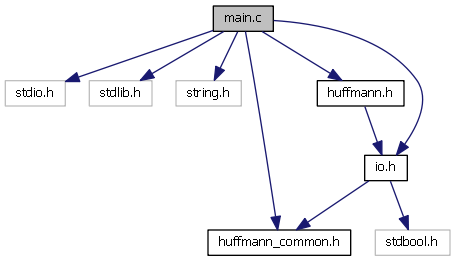 main.c
stdio.h
stdlib.h
string.h
huffmann.h
io.h
huffmann_common.h
stdbool.h